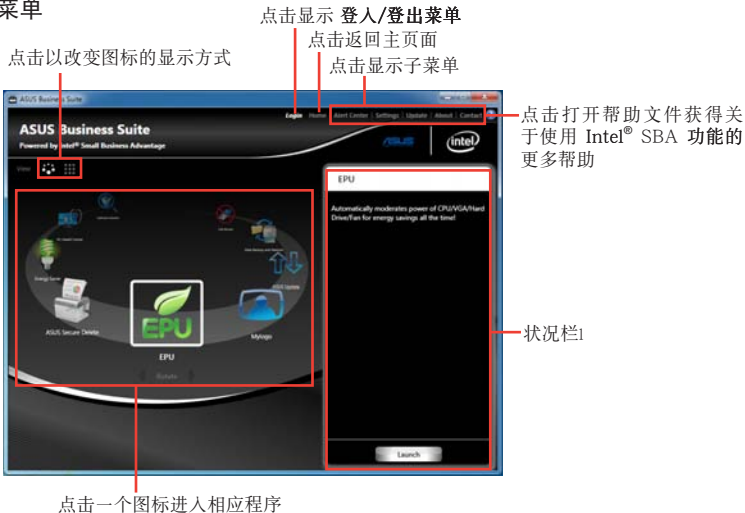 菜单
点击显示 登入/登出菜单
点击返回主页面
点击以改变图标的显示方式
点击显示子菜单
ASUS Business Suite
Login Home Alert Center | Settings | Update | About | Contact
点击打开帮助文件获得关
于使用 Intel® SBA 功能的
更多帮助
ASUS Business Suite
Powered by Intel® Small Business Advantage
ASUS
intel
View
EPU
Automatically moderates power of CPU/VGA/Hard
Drive/Fan for energy savings all the time!
Energy Saver
ASUS Update
ASUS Secure Delete
EPU
Mylogo
EPU
Rotate
状况栏l
Launch
点击一个图标进入相应程序